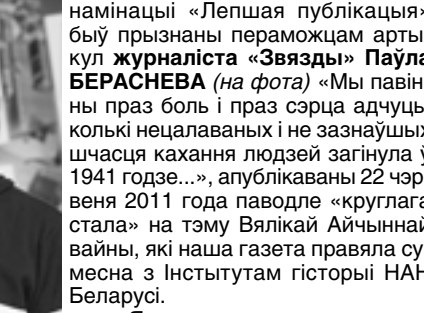 намінацыі «Лепшая публікацыя»
быў прызнаны пераможцам арты-
кул журналіста «Звязды» Паўла
БЕРАСНЕВА (на фота) «Мы павін-
ны праз боль і праз сэрца адчуць,
колькі нецалаваных і не зазнаўшых
шчасця кахання людзей загінула ў
1941 годзе...», апублікаваны 22 чэр-
веня 2011 года паводле «круглага
стала» на тэму Вялікай Айчыннай
вайны, які наша газета правяла су-
месна з Інстытутам гісторыі НАН
Беларусі.